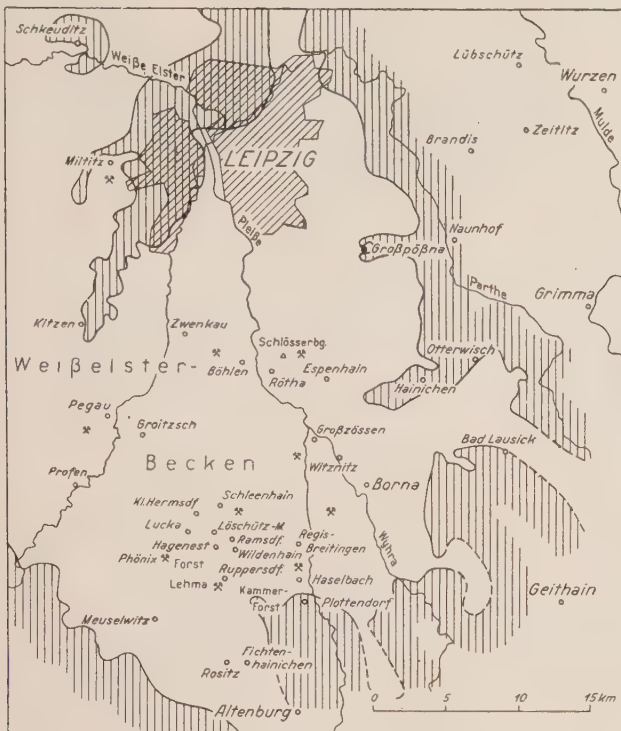 Schkeuditz
Weiße Elster
Lübschütz
Wurzen
Mulde
Zeititz
Brandis
Miltitz
LEIPZIG
Pleiße
Naunhof
Großpößna
Parthe
Grimma
Kitzen
Zwenkau
Schlösserbg.
Otterwisch
Weißelster-
Böhlen
Rötha
Espenhain
Hainichen
Pegau
Groitzsch
Großzössen
Bad Lausick
Becken
Witznitz
Profen
Borna
Kl. Hermsdf.
Schleenhain
Lucka
Löschütz-M.
Ramsdf.
Regis-
Breitingen
Wyhra
Hagenest
Wildenhain
Phönix
Forst
Ruppersdf.
Lehma
Haselbach
Geithain
Kammer-
Forst
Plottendorf
Meuselwitz
Fichten-
hainichen
Rositz
Altenburg
0 5 10 15 km